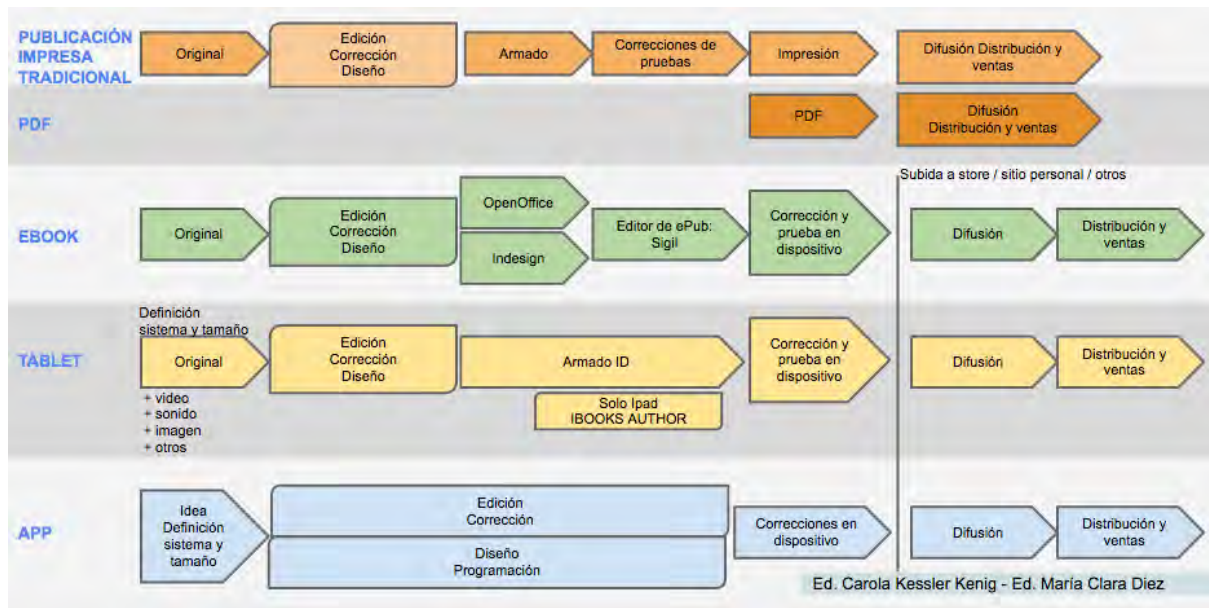 PUBLICACIÓN
IMPRESA
TRADICIONAL
Original
Edición
Corrección
Diseño
Armado
Correcciones de
pruebas
Impresión
Difusión Distribución y
ventas
PDF
PDF
Difusión
Distribución y ventas
Subida a store / sitio personal / otros
EBOOK
Original
Edición
Corrección
Diseño
OpenOffice
Indesign
Editor de ePub:
Sigil
Corrección y
prueba en
dispositivo
Difusión
Distribución y
ventas
TABLET
Definición
sistema y tamaño
Original
+ video
+ sonido
+ imagen
+ otros
Edición
Corrección
Diseño
Armado ID
Solo Ipad
IBOOKS AUTHOR
Corrección y
prueba en
dispositivo
Difusión
Distribución y
ventas
APP
Idea
Definición
sistema y
tamaño
Edición
Corrección
Diseño
Programación
Correcciones en
dispositivo
Difusión
Distribución y
ventas
Ed. Carola Kessler Kenig - Ed. María Clara Diez